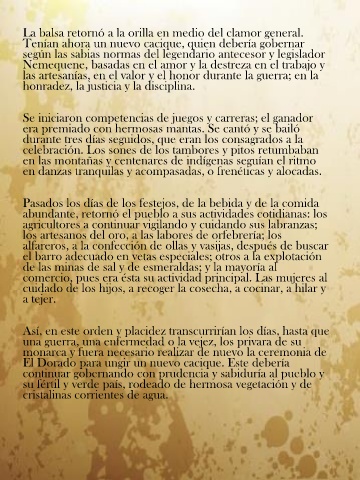 La balsa retornó a la orilla en medio del clamor general.
Tenían ahora un nuevo cacique, quien debería gobernar
según las sabias normas del legendario antecesor y legislador
Nemequene, basadas en el amor y la destreza en el trabajo y
las artesanías, en el valor y el honor durante la guerra; en la
honradez, la justicia y la disciplina.
Se iniciaron competencias de juegos y carreras; el ganador
era premiado con hermosas mantas. Se cantó y se bailó
durante tres días seguidos, que eran los consagrados a la
celebración. Los sones de los tambores y pitos retumbaban
en las montañas y centenares de indígenas seguían el ritmo
en danzas tranquilas y acompasadas, o frenéticas y alocadas.
Pasados los días de los festejos, de la bebida y de la comida
abundante, retornó el pueblo a sus actividades cotidianas: los
agricultores a continuar vigilando y cuidando sus labranzas;
los artesanos del oro, a las labores de orfebrería; los
alfareros, a la confección de ollas y vasijas, después de buscar
el barro adecuado en vetas especiales; otros a la explotación
de las minas de sal y de esmeraldas; y la mayoría al
comercio, pues era ésta su actividad principal. Las mujeres al
cuidado de los hijos, a recoger la cosecha, a cocinar, a hilar y
a tejer.
Así, en este orden y placidez transcurrirían los días, hasta que
una guerra, una enfermedad o la vejez, los privara de su
monarca y fuera necesario realizar de nuevo la ceremonia de
El Dorado para ungir un nuevo cacique. Este debería
continuar gobernando con prudencia y sabiduría al pueblo y
su fértil y verde país, rodeado de hermosa vegetación y de
cristalinas corrientes de agua.